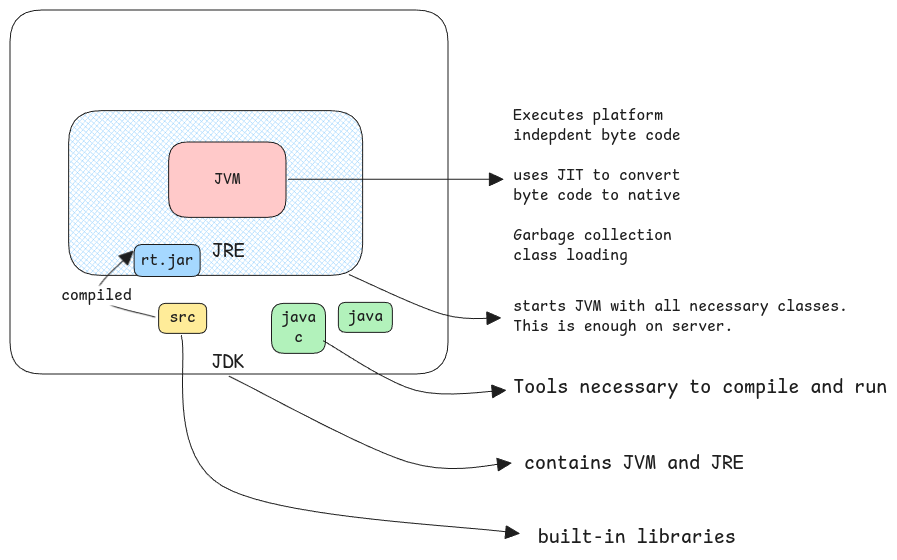 Executes platform
indepdent byte code
uses JIT to convert
byte code to native
Garbage collection
class loading
JVM
JRE
rt.jar
compiled
src
java
c
java
JDK
starts JVM with all necessary classes.
This is enough on server.
Tools necessary to compile and run
contains JVM and JRE
built-in libraries